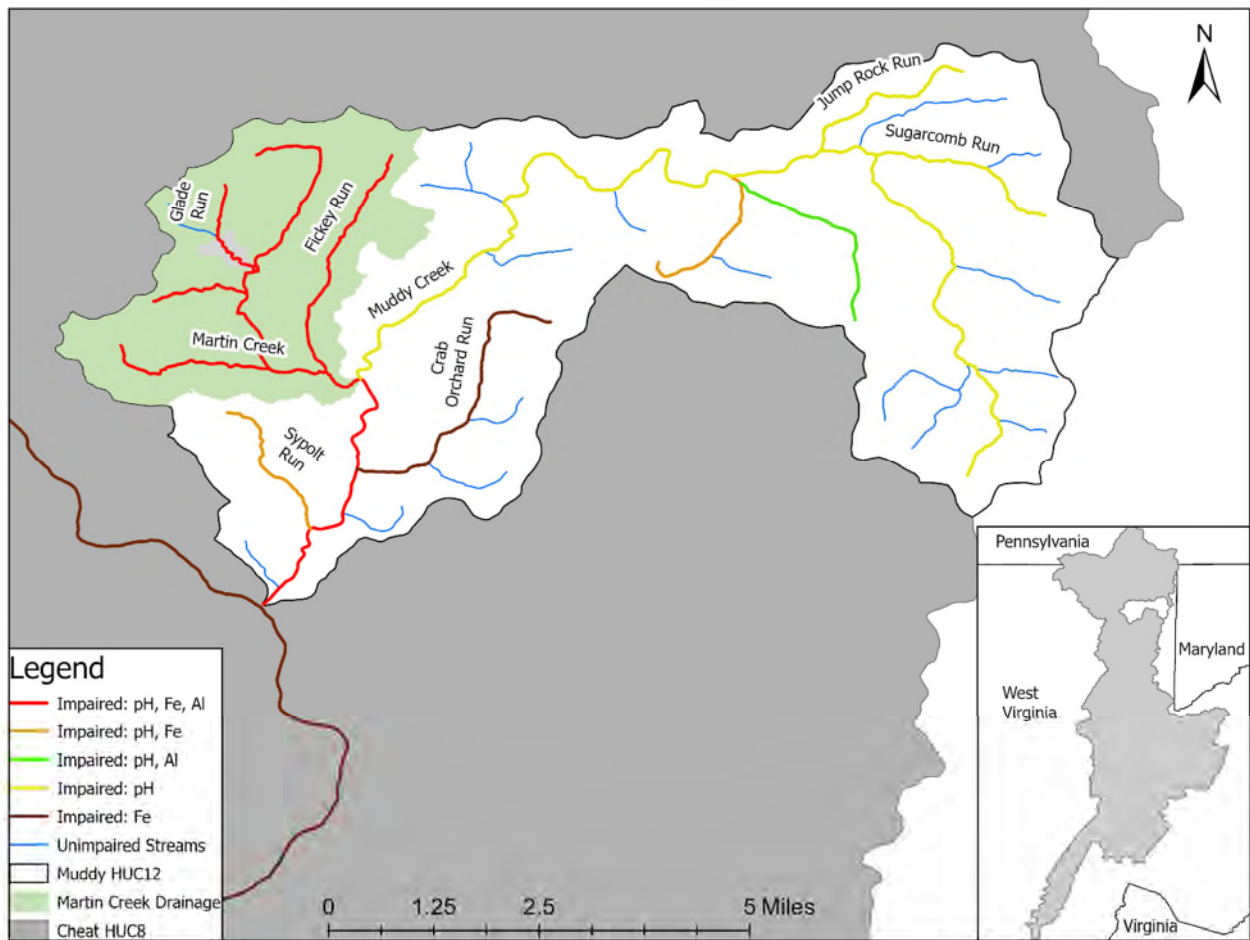 N
Jump Rock Run
Sugarcomb Run
Glade
Run
Fickey Run
Muddy Creek
Martin Creek
Crab
Orchard Run
Sypolt
Run
Legend
Impaired: pH, Fe, Al
Impaired: pH, Fe
Impaired: pH, Al
Impaired: pH
Impaired: Fe
Unimpaired Streams
Muddy HUC12
Martin Creek Drainage
Cheat HUC8
0 1.25 2.5 5 Miles
Pennsylvania
Maryland
West
Virginia
Virginia